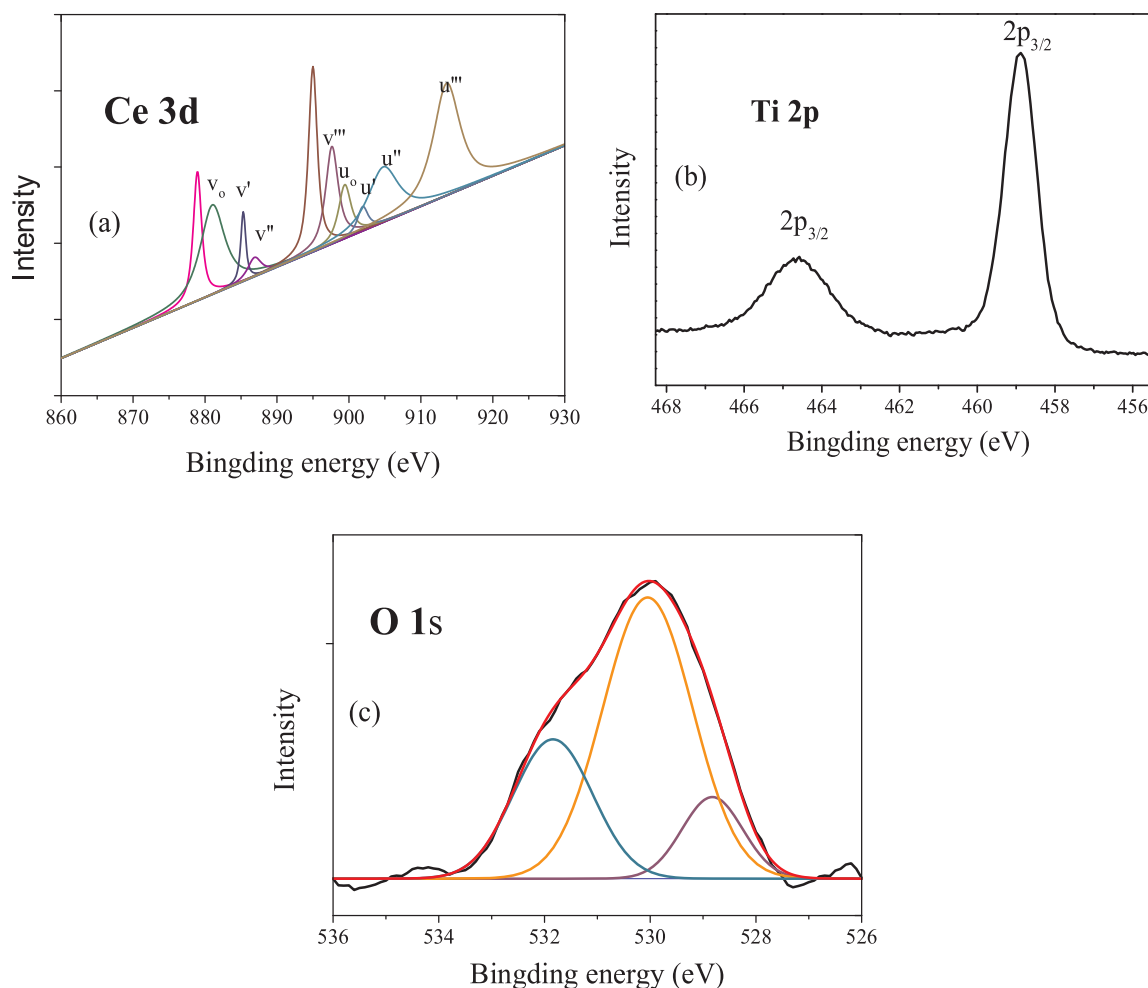 Ce 3d
(a)
Intensity
v₀
v'
v''
v'''
u₀
u'
u''
u'''
860 870 880 890 900 910 920 930
Bingding energy (eV)
2p3/2
Ti 2p
(b)
2p3/2
Intensity
468 466 464 462 460 458 456
Bingding energy (eV)
O 1s
(c)
Intensity
536 534 532 530 528 526
Bingding energy (eV)